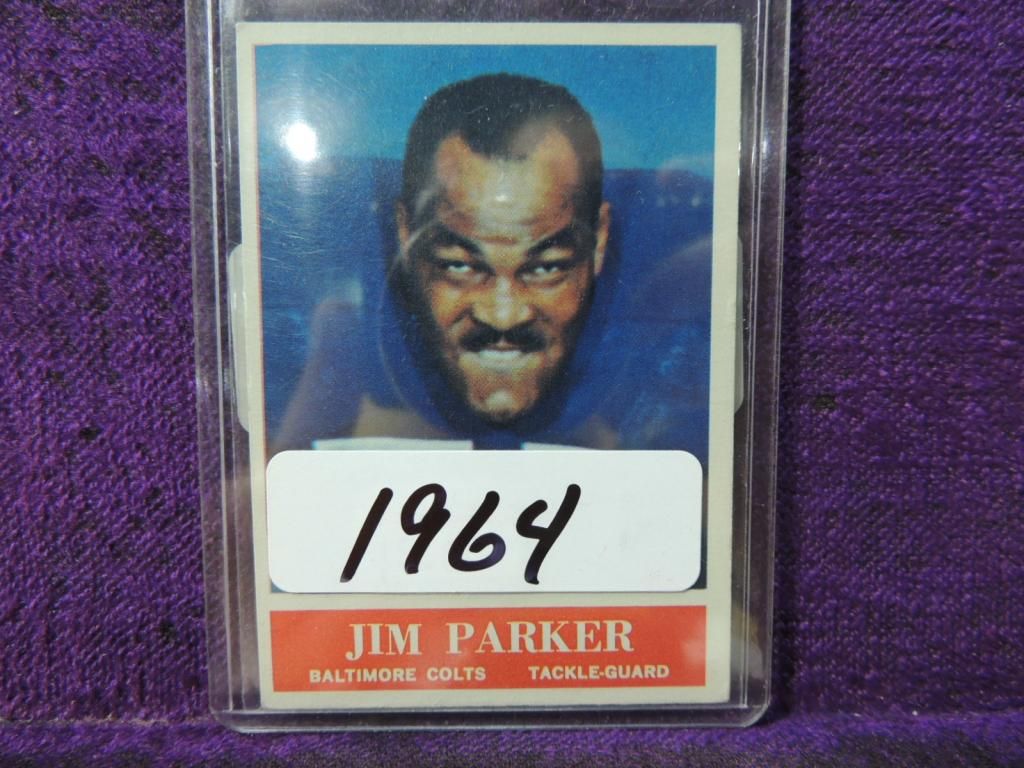 1964
JIM PARKER
BALTIMORE COLTS TACKLE-GUARD